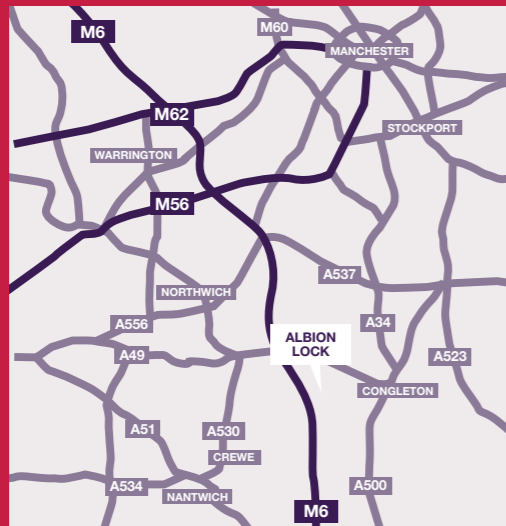 M6
M60
MANCHESTER
M62
STOCKPORT
WARRINGTON
M56
A537
NORTHWICH
A556
A34
ALBION
LOCK
A49
A523
CONGLETON
A51
A530
CREWE
A534
NANTWICH
A500
M6